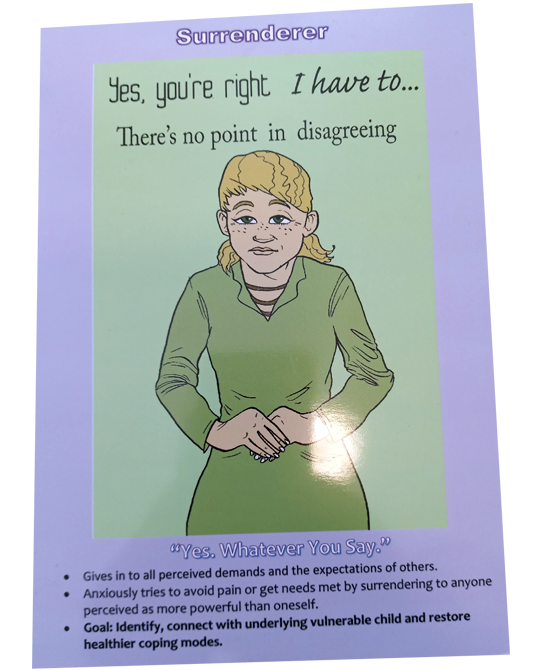 Surrenderer
Yes, you're right I have to...
There's no point in disagreeing
"Yes. Whatever You Say."
• Gives in to all perceived demands and the expectations of others.
• Anxiously tries to avoid pain or get needs met by surrendering to anyone
perceived as more powerful than oneself.
• Goal: Identify, connect with underlying vulnerable child and restore
healthier coping modes.